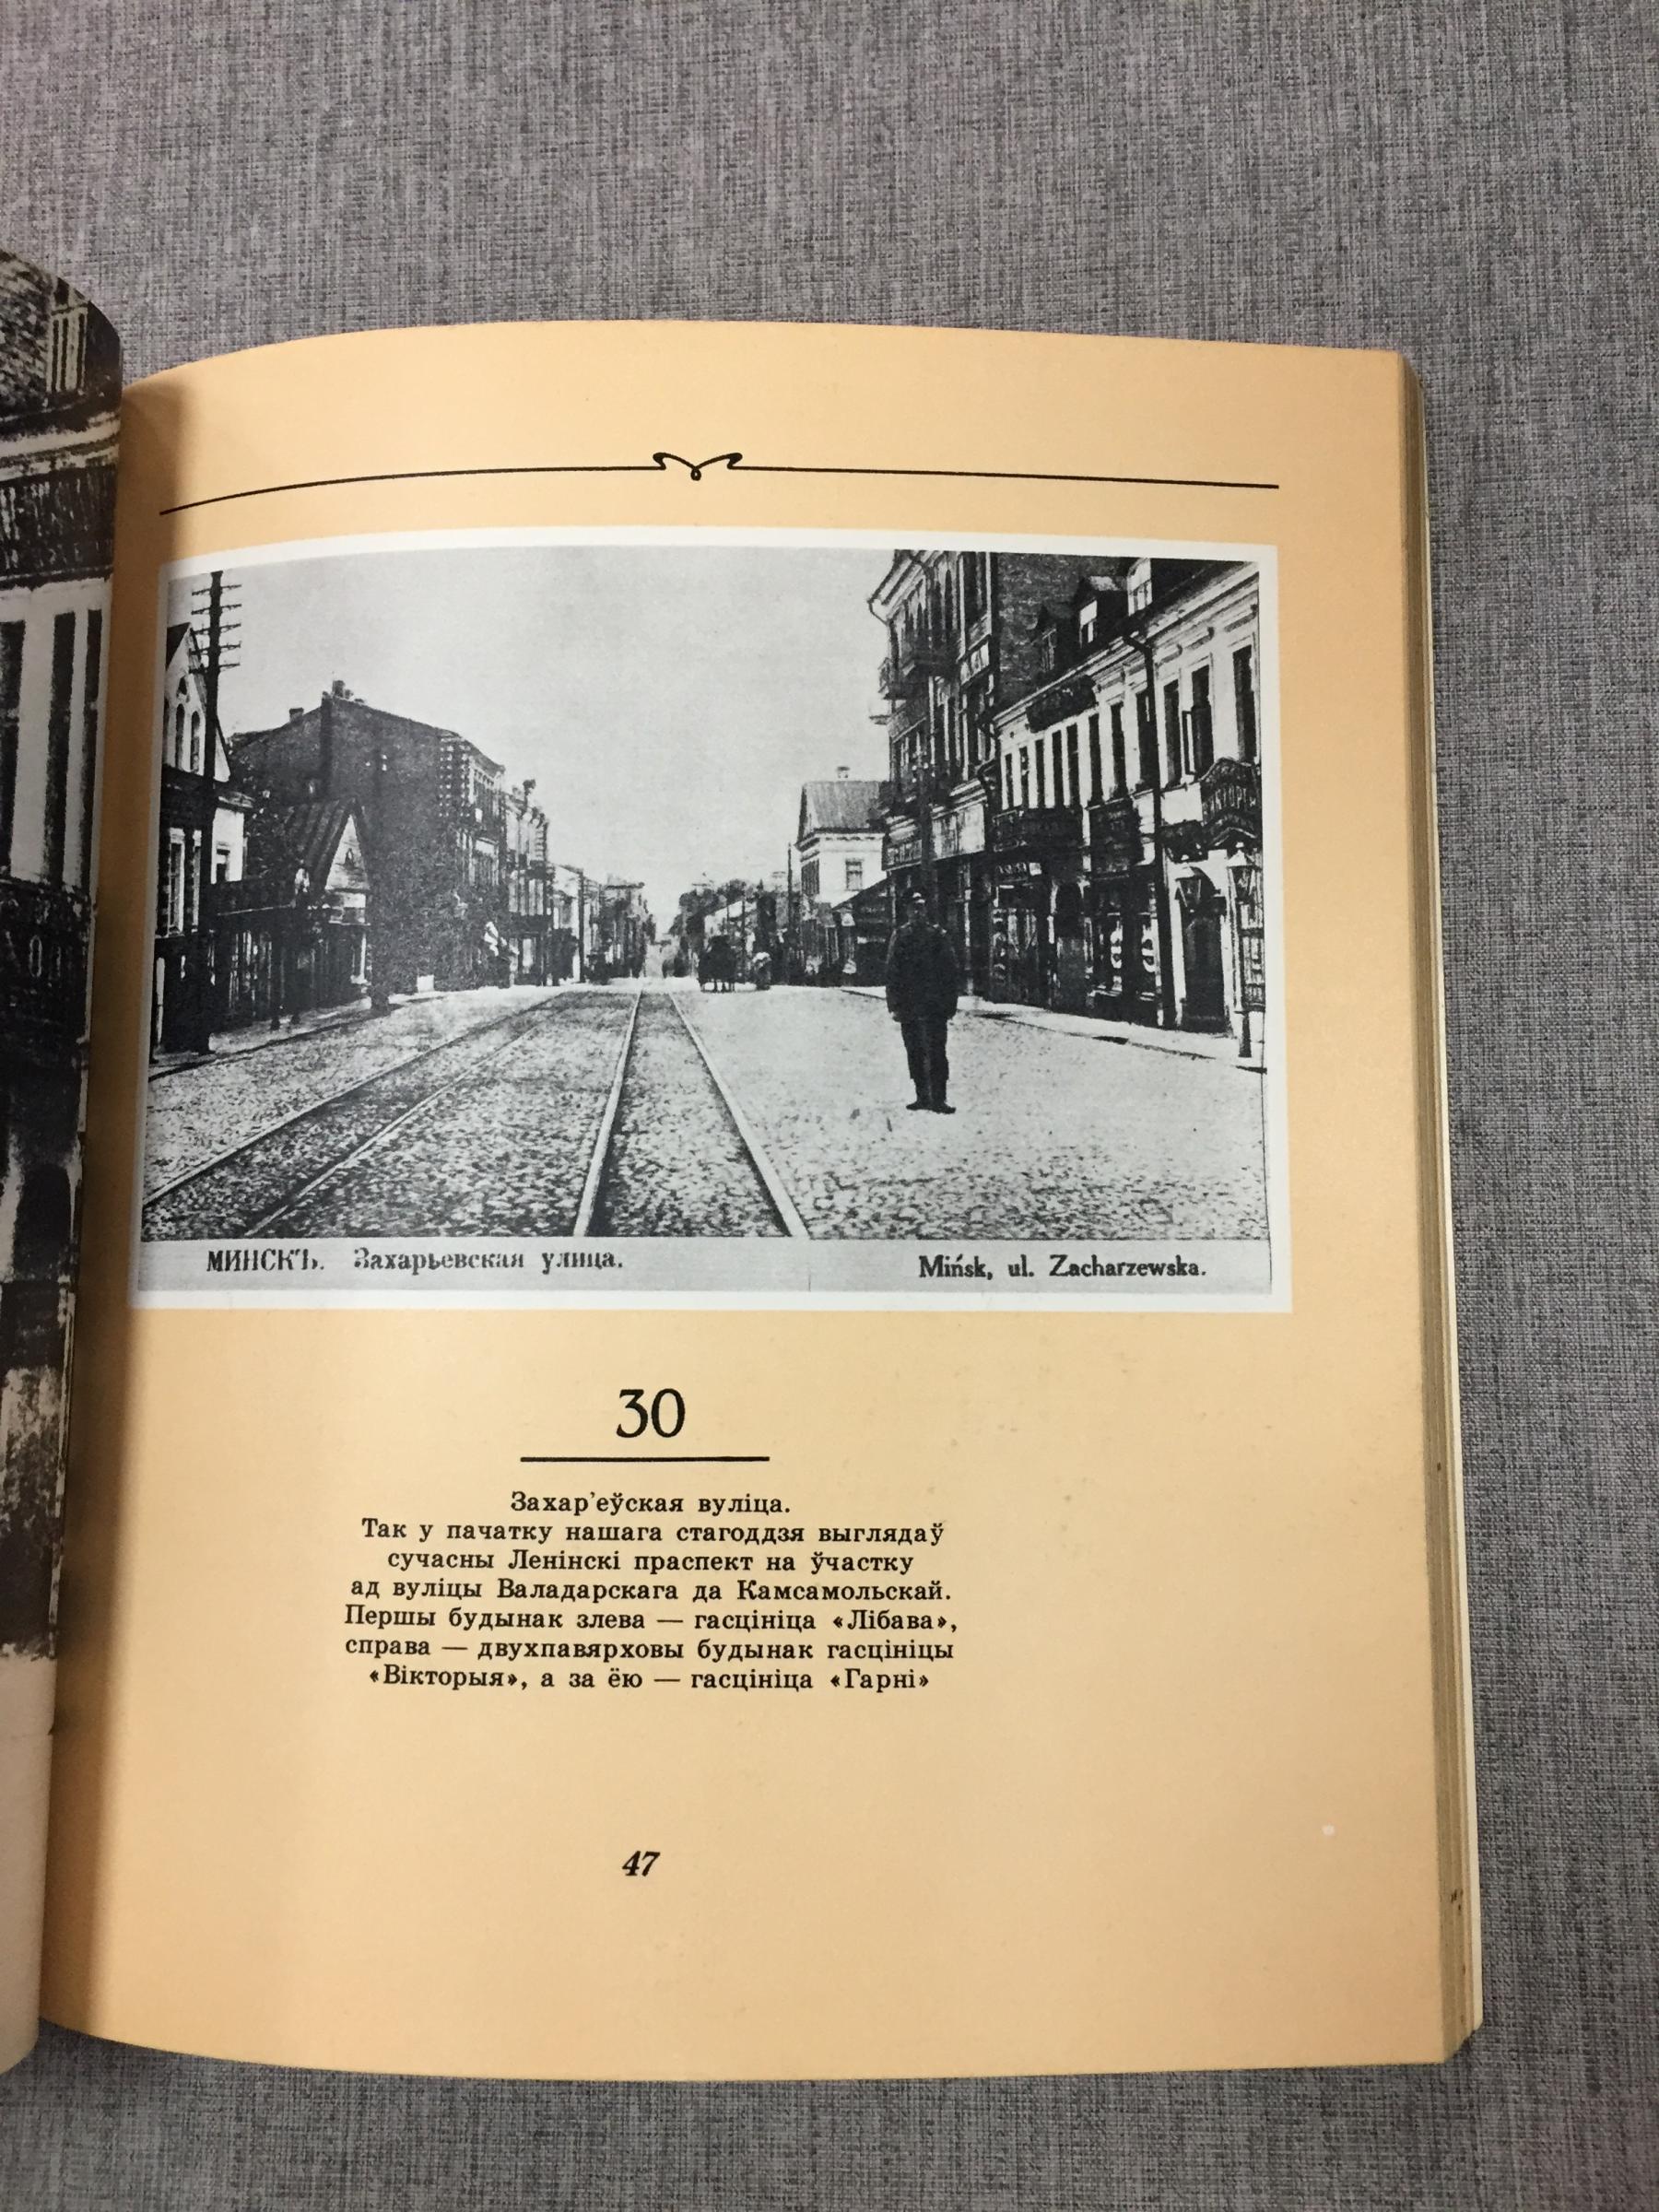 МИНСКЪ. Захарьевская улица.
Mińsk, ul. Zacharzewska.
30
Захар’еўская вуліца.
Так у пачатку нашага стагоддзя выглядаў
сучасны Ленінскі праспект на ўчастку
ад вуліцы Валадарскага да Камсамольскай.
Першы будынак злева — гасцініца «Лібава»,
справа — двухпавярховы будынак гасцініцы
«Вікторыя», а за ёю — гасцініца «Гарні»
47